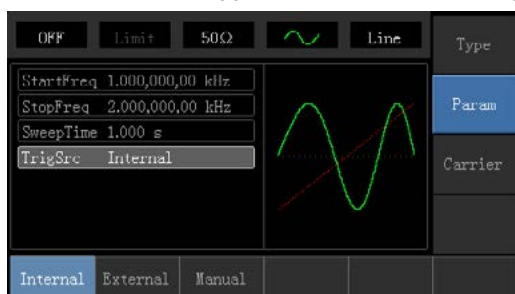 OFF Limit 50Ω Line Type
StartFreq 1.000,000,00 kHz
StopFreq 2.000,000,00 kHz
Param
SweepTime 1.000 s
TrigSrc Internal
Carrier
Internal External Manual